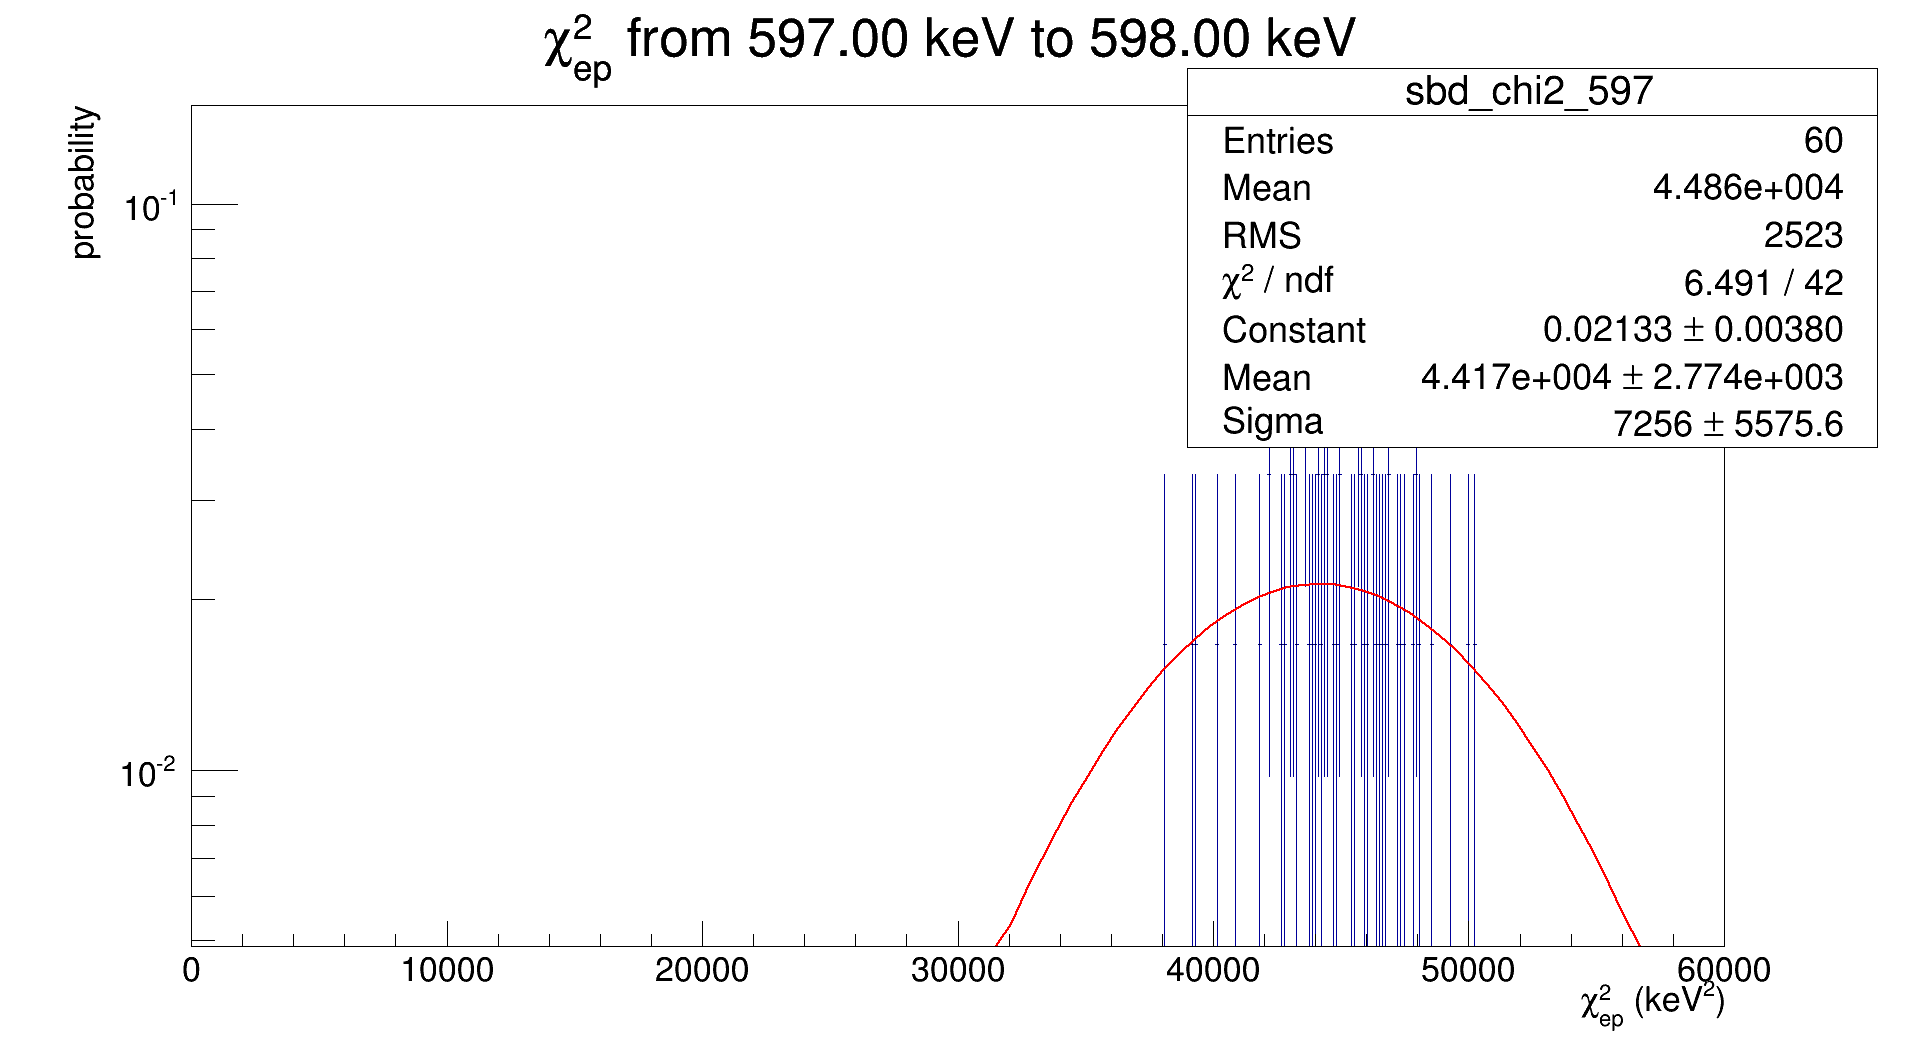 χ²ep from 597.00 keV to 598.00 keV
sbd_chi2_597
Entries 60
Mean 4.486e+004
RMS 2523
χ² / ndf 6.491 / 42
Constant 0.02133 ± 0.00380
Mean 4.417e+004 ± 2.774e+003
Sigma 7256 ± 5575.6
probability
10⁻¹
10⁻²
0 10000 20000 30000 40000 50000 60000
χ²ep (keV²)